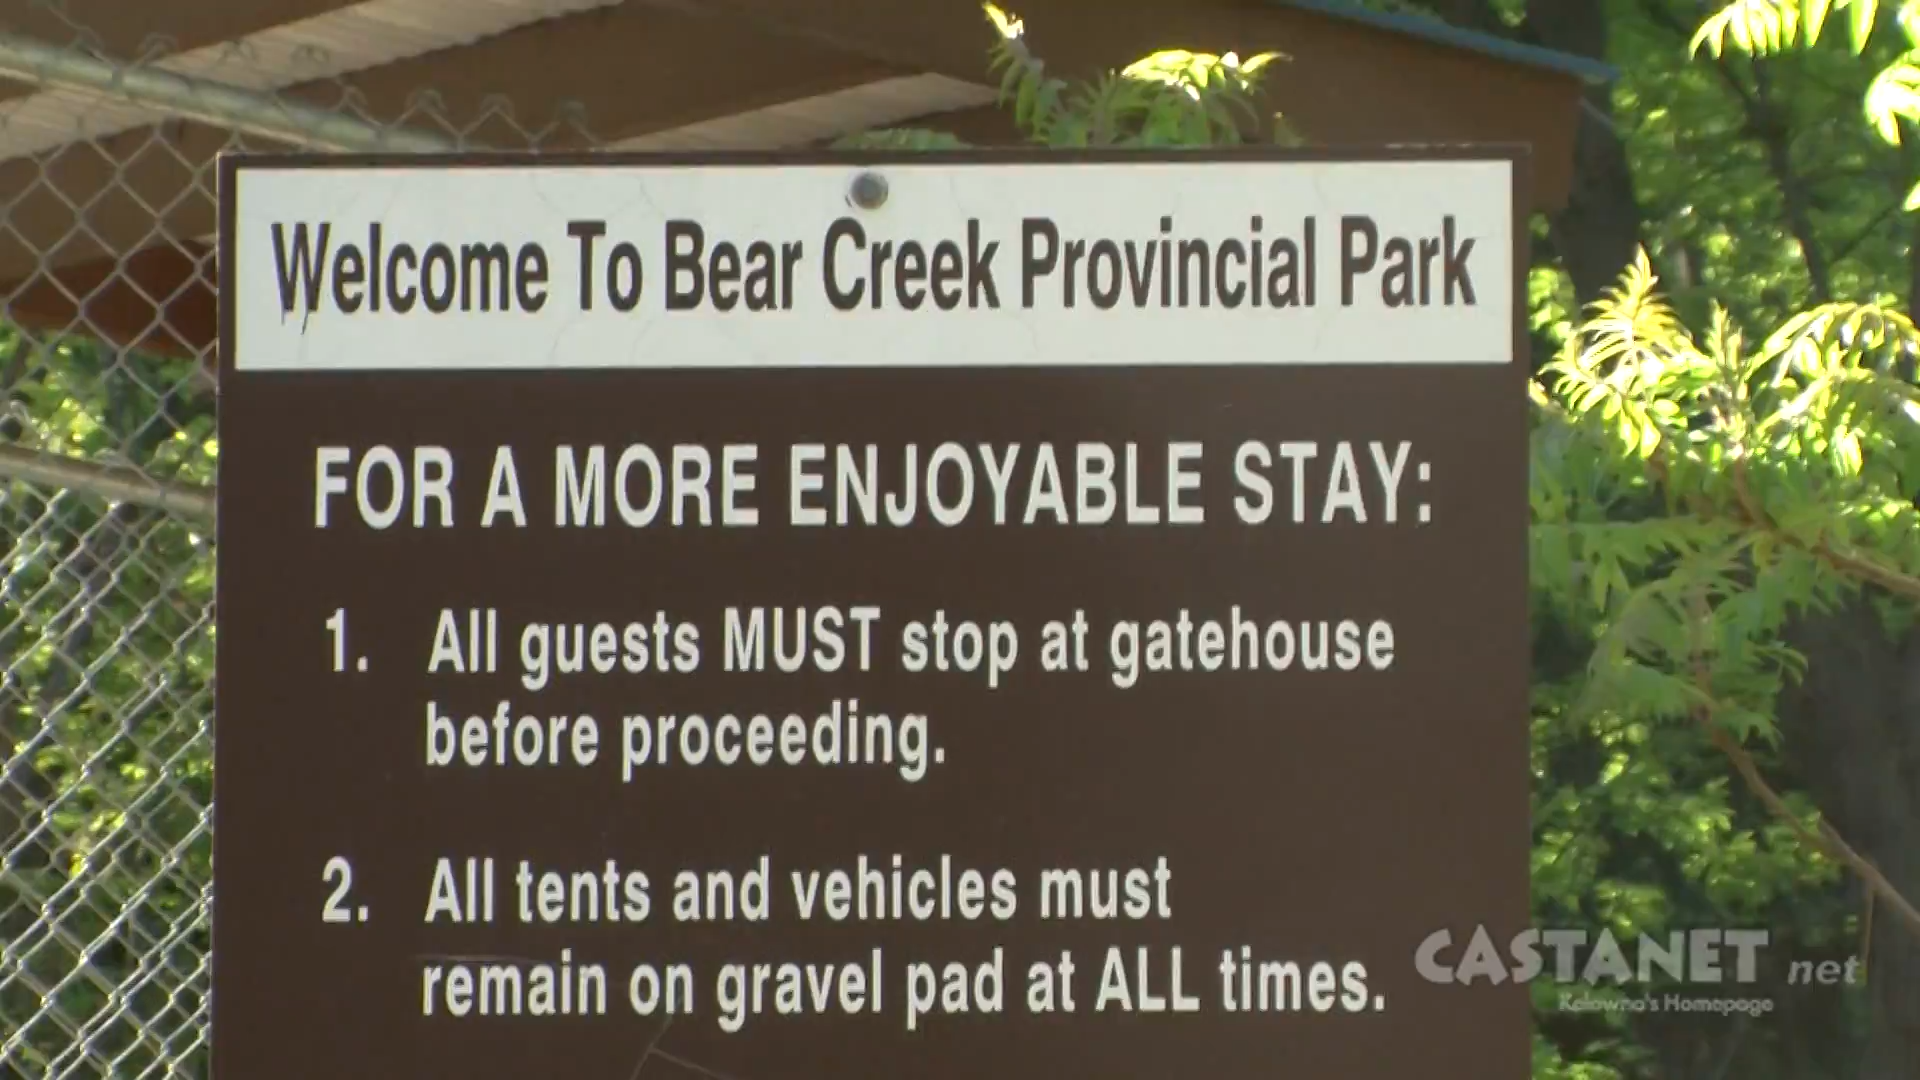 Welcome To Bear Creek Provincial Park
FOR A MORE ENJOYABLE STAY:
1. All guests MUST stop at gatehouse
before proceeding.
2. All tents and vehicles must
remain on gravel pad at ALL times.
CASTANET net
Kelowna's Homepage